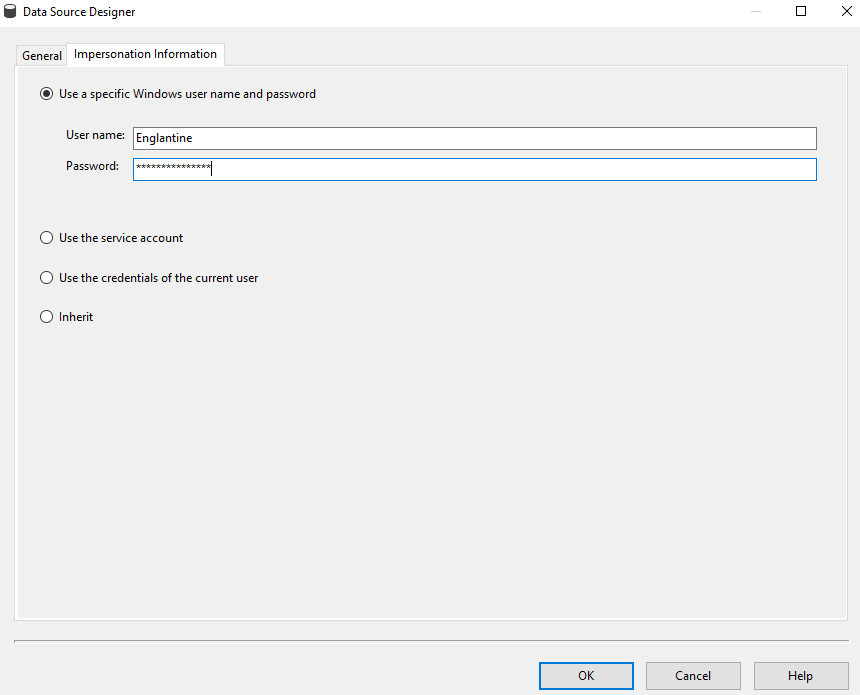 Data Source Designer
General Impersonation Information
Use a specific Windows user name and password
User name: Englantine
Password: ***************
Use the service account
Use the credentials of the current user
Inherit
OK Cancel Help